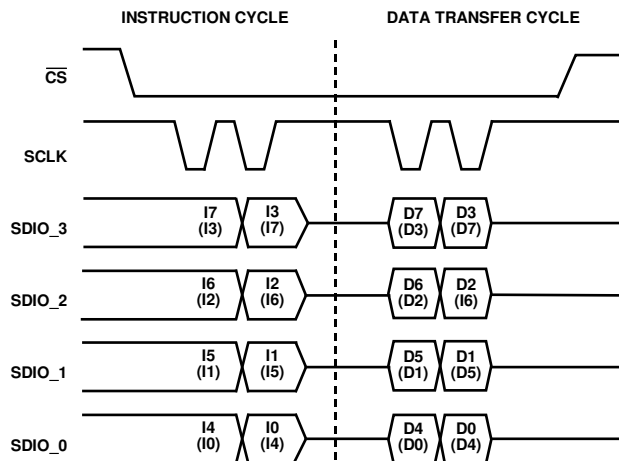 INSTRUCTION CYCLE DATA TRANSFER CYCLE
CS
SCLK
SDIO_3 I7 I3 D7 D3
(I3) (I7) (D3) (D7)
SDIO_2 I6 I2 D6 D2
(I2) (I6) (D2) (I6)
SDIO_1 I5 I1 D5 D1
(I1) (I5) (D1) (D5)
SDIO_0 I4 I0 D4 D0
(I0) (I4) (D0) (D4)